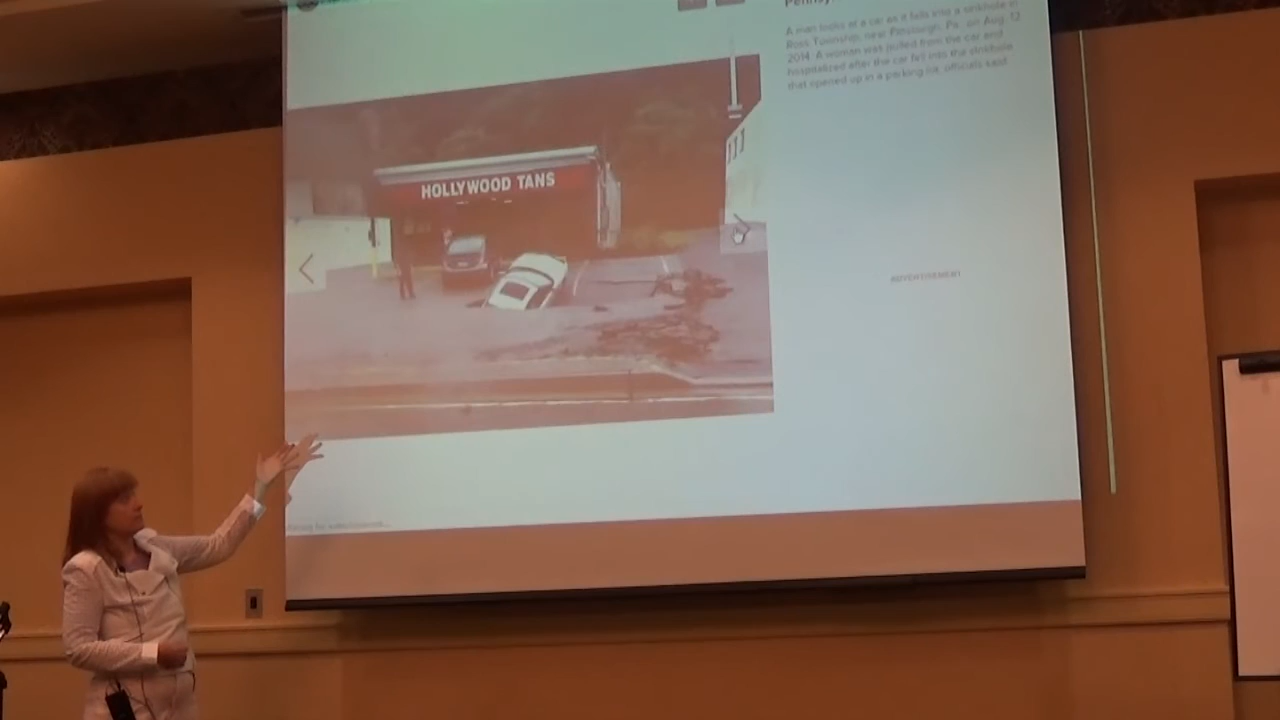 A man looks at a car as it falls into a sinkhole in
Ross Township, near Pittsburgh, Pa., on Aug. 13,
2014. A woman was pulled from the car and
hospitalized after the car fell into the sinkhole
that opened up in a parking lot, officials said.
HOLLYWOOD TANS
ADVERTISEMENT